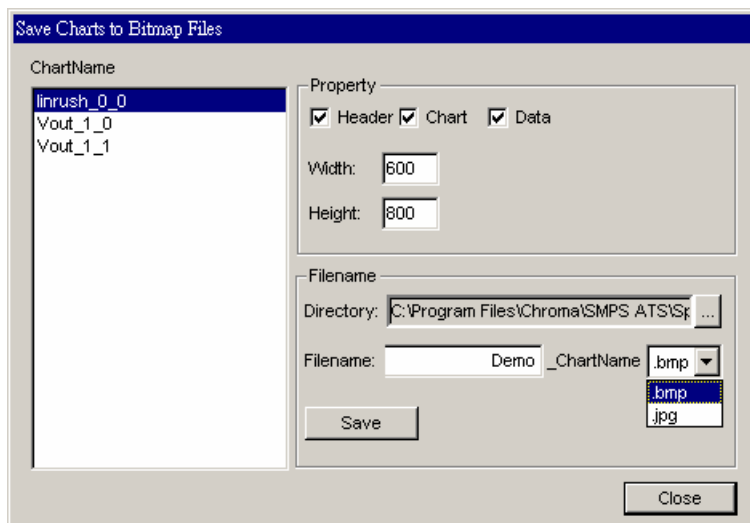 Save Charts to Bitmap Files
ChartName
Iinrush_0_0
Vout_1_0
Vout_1_1
Property
Header Chart Data
Width: 600
Height: 800
Filename
Directory: C:\Program Files\Chroma\SMPS ATS\Sp ...
Filename: Demo _ChartName .bmp
.bmp
.jpg
Save
Close